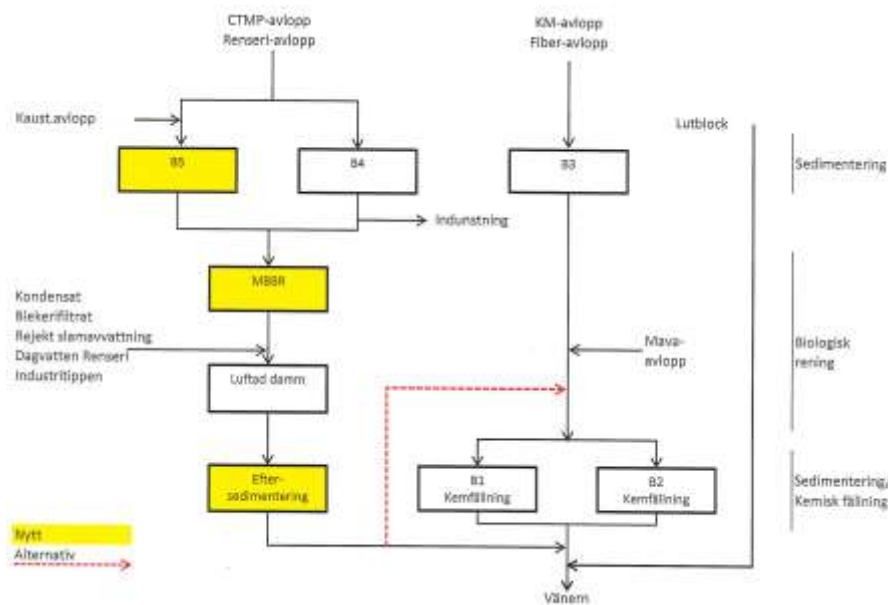 CTMP-avlopp
Renseri-avlopp
KM-avlopp
Fiber-avlopp
Kaust.avlopp
Lutblock
B5
B4
B3
Sedimentering
Indunstning
MBBR
Kondensat
Blekerifiltrat
Rejekt slamavvattning
Dagvatten Renseri
Industritippen
Luftad damm
Mava-
avlopp
Biologisk
rening
Efter-
sedimentering
B1
Kemfällning
B2
Kemfällning
Sedimentering/
Kemisk fällning
Nytt
Alternativ
Vänern